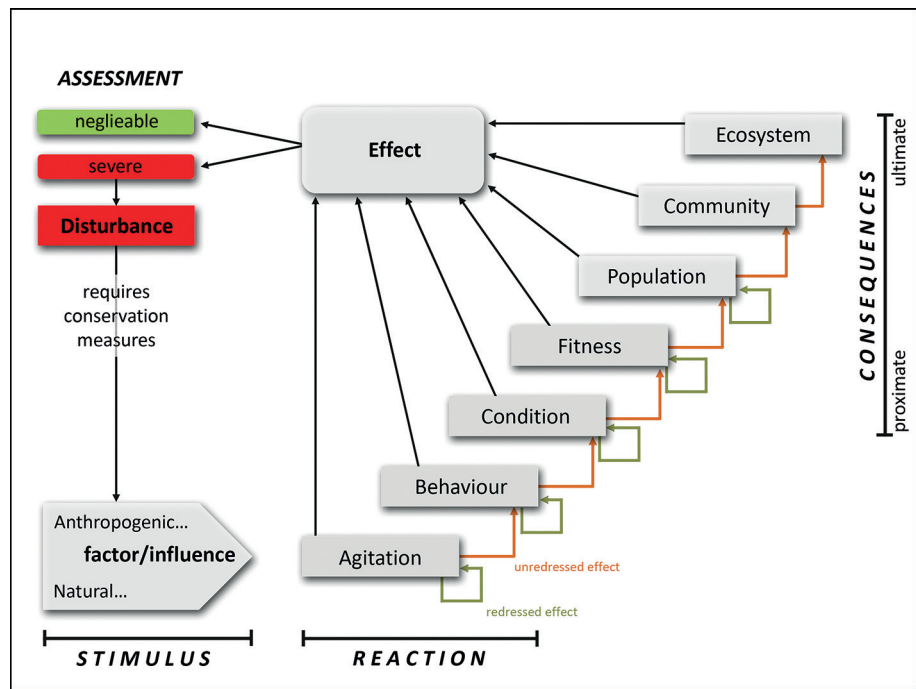 ASSESSMENT
neglieable
severe
Disturbance
requires
conservation
measures
Anthropogenic...
factor/influence
Natural...
STIMULUS
Effect
Ecosystem
Community
Population
Fitness
Condition
Behaviour
Agitation
unredressed effect
redressed effect
REACTION
CONSEQUENCES
ultimate
proximate